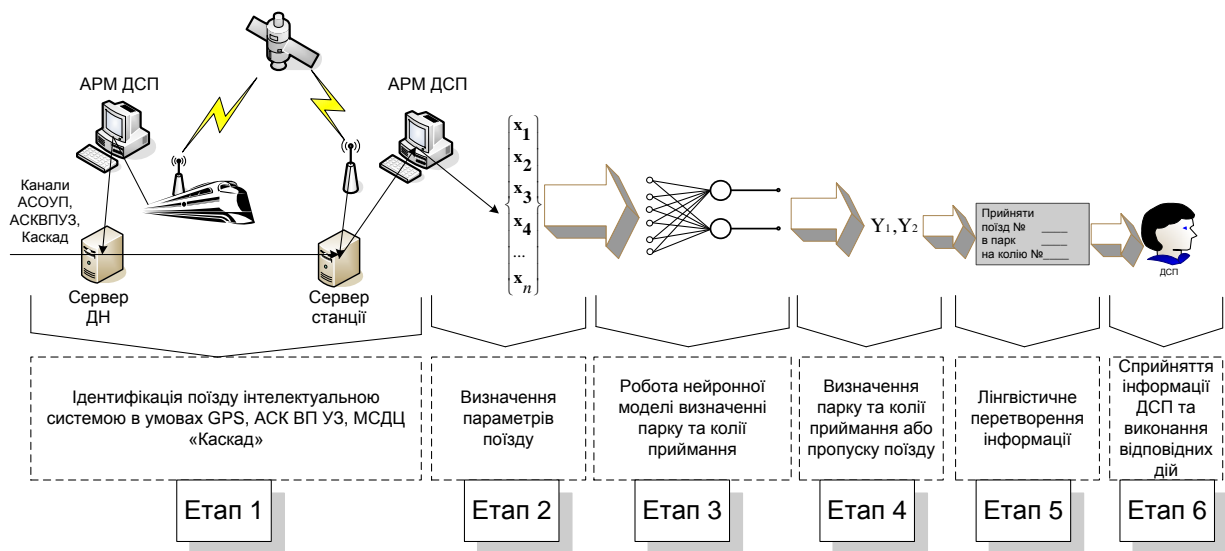 АРМ ДСП
АРМ ДСП
Канали
АСОУП,
АСКВПУЗ,
Каскад
Сервер
ДН
Сервер
станції
x1
x2
x3
x4
...
xn
Y1,Y2
Прийняти
поїзд № ____
в парк ____
на колію №____
ДСП
Ідентифікація поїзду інтелектуальною
системою в умовах GPS, АСК ВП УЗ, МСДЦ
«Каскад»
Визначення
параметрів
поїзду
Робота нейронної
моделі визначенні
парку та колії
приймання
Визначення
парку та колії
приймання або
пропуску поїзду
Лінгвістичне
перетворення
інформації
Сприйняття
інформації
ДСП та
виконання
відповідних
дій
Етап 1
Етап 2
Етап 3
Етап 4
Етап 5
Етап 6